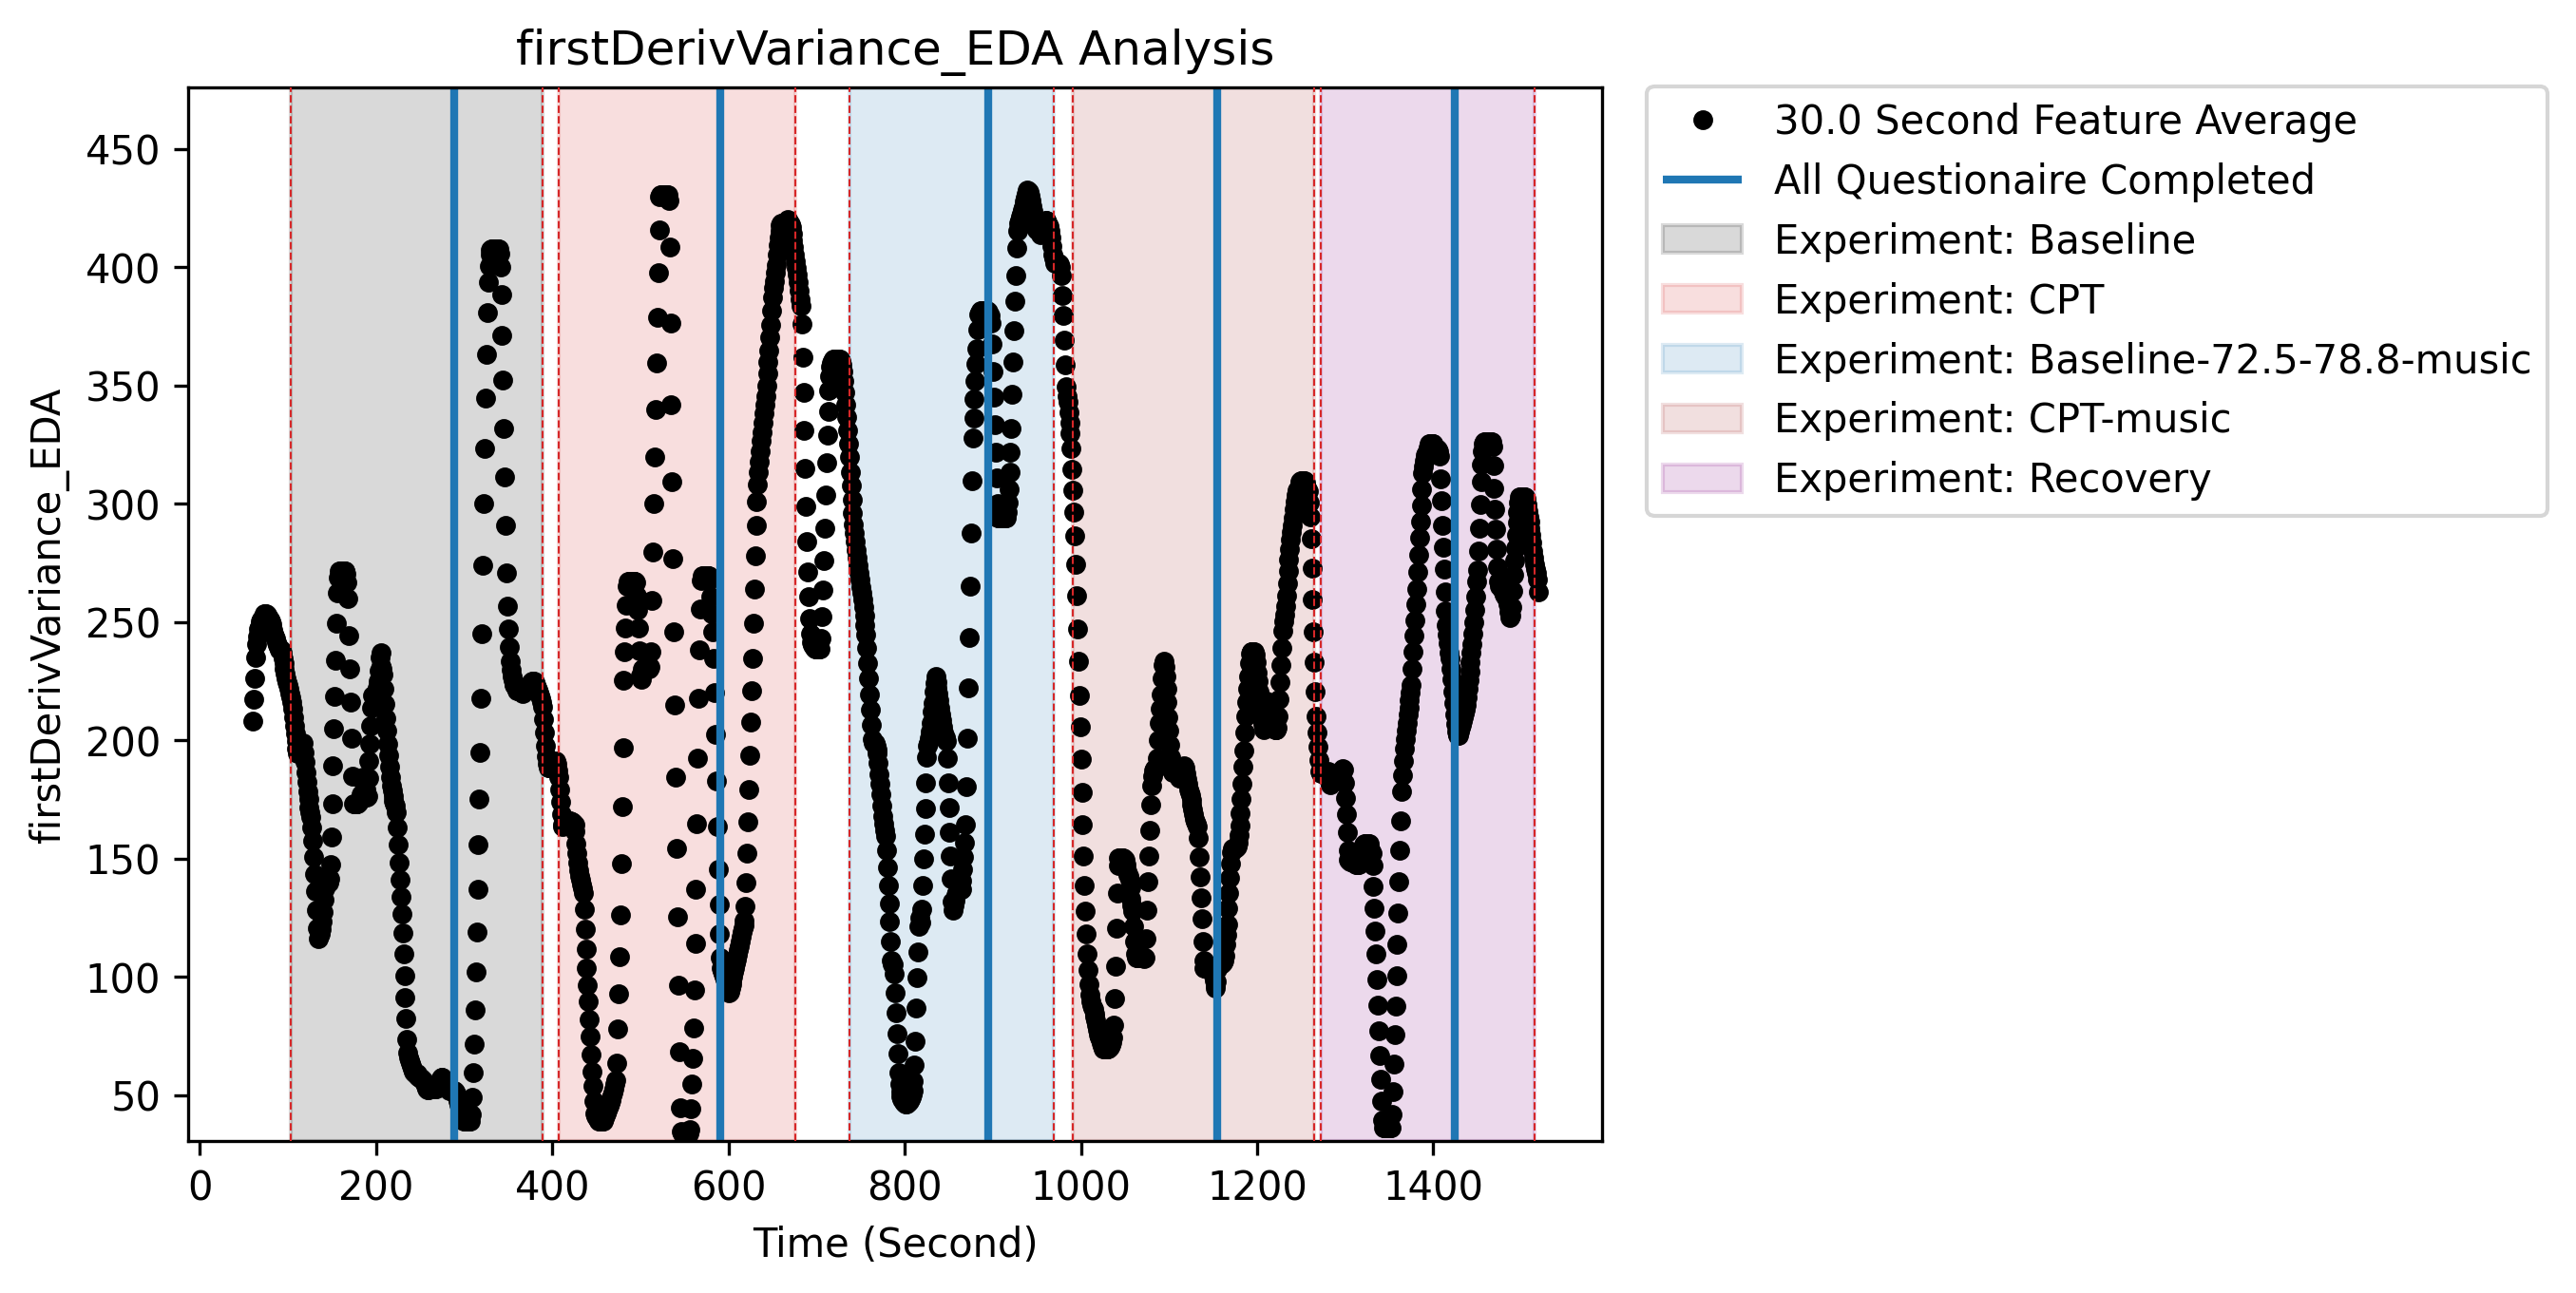 firstDerivVariance_EDA Analysis
firstDerivVariance_EDA
450
400
350
300
250
200
150
100
50
0 200 400 600 800 1000 1200 1400
Time (Second)
30.0 Second Feature Average
All Questionaire Completed
Experiment: Baseline
Experiment: CPT
Experiment: Baseline-72.5-78.8-music
Experiment: CPT-music
Experiment: Recovery